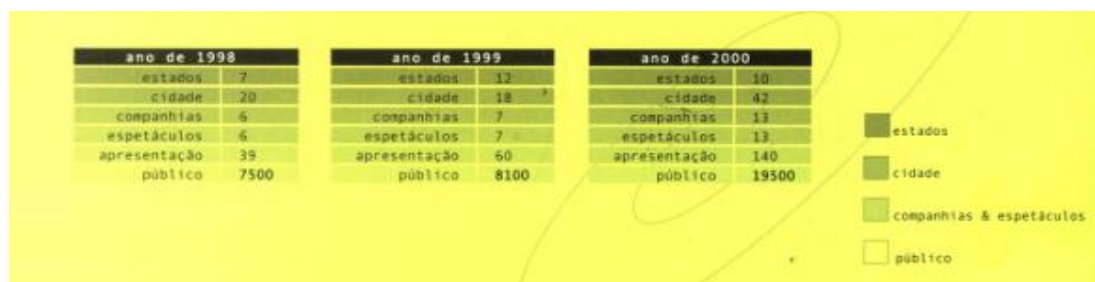 ano de 1998
estados 7
cidade 20
companhias 6
espetáculos 6
apresentação 39
público 7500
ano de 1999
estados 12
cidade 18
companhias 7
espetáculos 7
apresentação 60
público 8100
ano de 2000
estados 10
cidade 42
companhias 13
espetáculos 13
apresentação 140
público 19500
estados
cidade
companhias & espetáculos
público